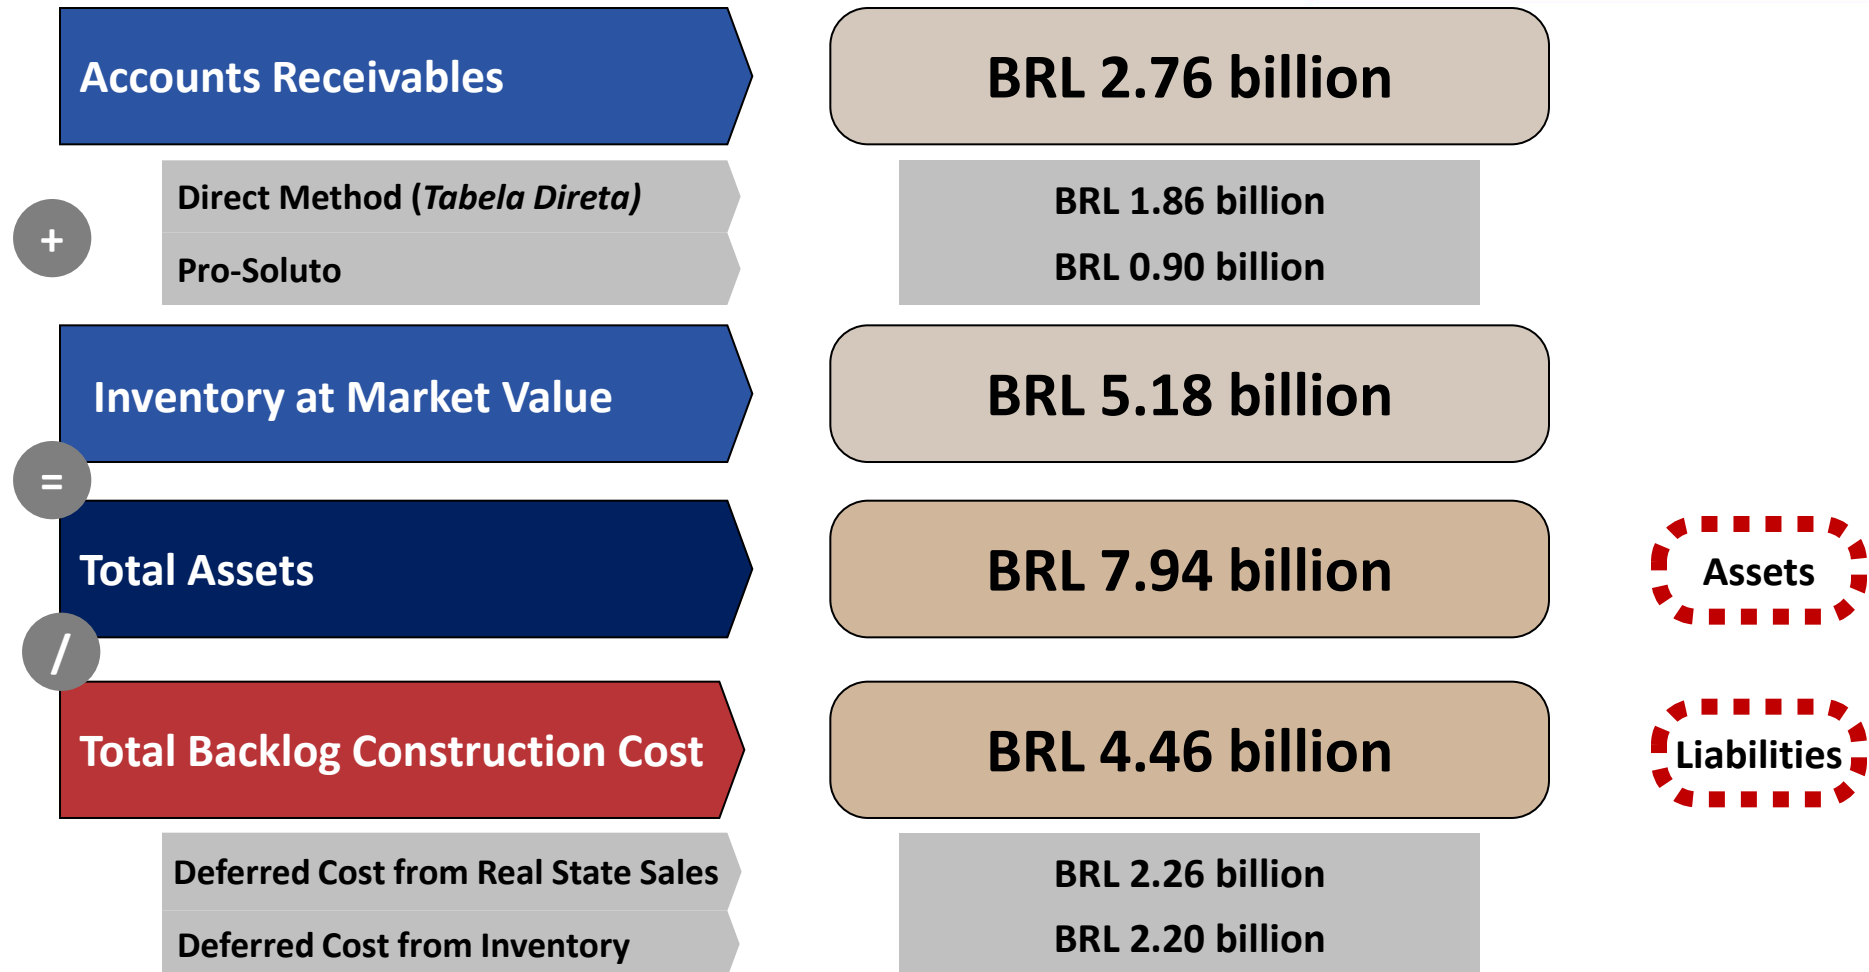 Accounts Receivables
BRL 2.76 billion
Direct Method (Tabela Direta)
BRL 1.86 billion
+
Pro-Soluto
BRL 0.90 billion
Inventory at Market Value
BRL 5.18 billion
=
Total Assets
BRL 7.94 billion
Assets
/
Total Backlog Construction Cost
BRL 4.46 billion
Liabilities
Deferred Cost from Real State Sales
BRL 2.26 billion
Deferred Cost from Inventory
BRL 2.20 billion